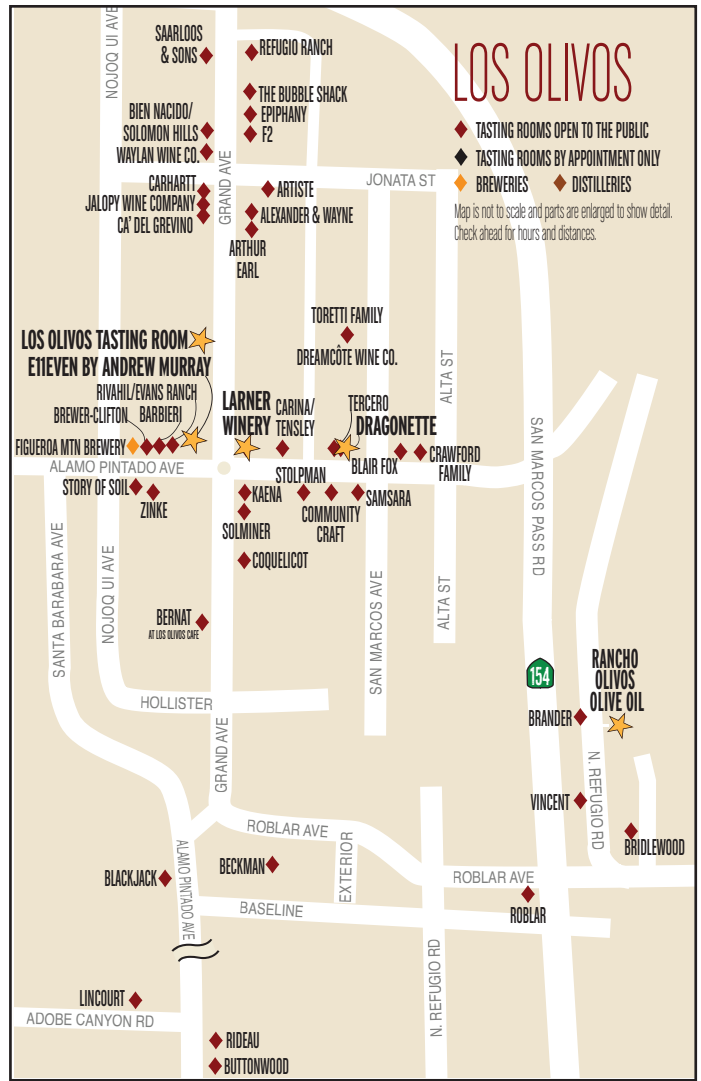 LOS OLIVOS
TASTING ROOMS OPEN TO THE PUBLIC
TASTING ROOMS BY APPOINTMENT ONLY
BREWERIES
DISTILLERIES
Map is not to scale and parts are enlarged to show detail.
Check ahead for hours and distances.
NOJOQ UI AVE
SAARLOOS
& SONS
REFUGIO RANCH
THE BUBBLE SHACK
EPIPHANY
F2
BIEN NACIDO/
SOLOMON HILLS
WAYLAN WINE CO.
GRAND AVE
JONATA ST
CARHARTT
JALOPY WINE COMPANY
CA' DEL GREVINO
ARTISTE
ALEXANDER & WAYNE
ARTHUR
EARL
TORETTI FAMILY
DREAMCÔTE WINE CO.
LOS OLIVOS TASTING ROOM
E11EVEN BY ANDREW MURRAY
RIVAHIL/EVANS RANCH
BREWER-CLIFTON
BARBIERI
FIGUEROA MTN BREWERY
LARNER
WINERY
CARINA/
TENSLEY
TERCERO
DRAGONETTE
ALTA ST
BLAIR FOX
CRAWFORD
FAMILY
SAN MARCOS PASS RD
ALAMO PINTADO AVE
STORY OF SOIL
ZINKE
STOLPMAN
KAENA
SOLMINER
COMMUNITY
CRAFT
SAMSARA
COQUELICOT
SANTA BARABARA AVE
NOJOQ UI AVE
SAN MARCOS AVE
ALTA ST
BERNAT
AT LOS OLIVOS CAFE
154
RANCHO
OLIVOS
OLIVE OIL
HOLLISTER
BRANDER
GRAND AVE
N. REFUGIO RD
VINCENT
BRIDLEWOOD
ROBLAR AVE
EXTERIOR
ALAMO PINTADO AVE
BLACKJACK
BECKMAN
ROBLAR AVE
BASELINE
ROBLAR
N. REFUGIO RD
LINCOURT
ADOBE CANYON RD
RIDEAU
BUTTONWOOD